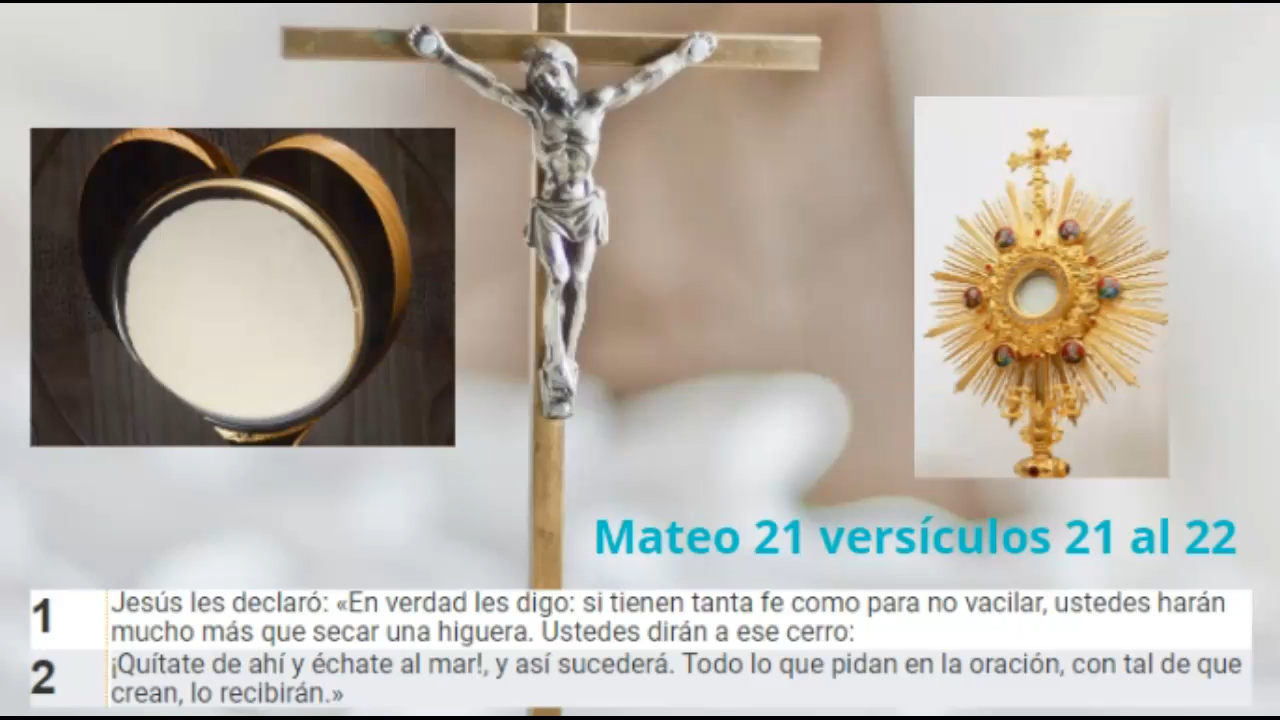 Mateo 21 versículos 21 al 22
1
Jesús les declaró: «En verdad les digo: si tienen tanta fe como para no vacilar, ustedes harán
mucho más que secar una higuera. Ustedes dirán a ese cerro:
2
¡Quítate de ahí y échate al mar!, y así sucederá. Todo lo que pidan en la oración, con tal de que
crean, lo recibirán.»